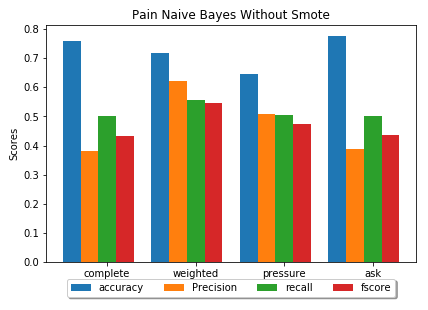 Pain Naive Bayes Without Smote
0.8
0.7
0.6
0.5
0.4
0.3
0.2
0.1
0.0
Scores
complete weighted pressure ask
accuracy Precision recall fscore